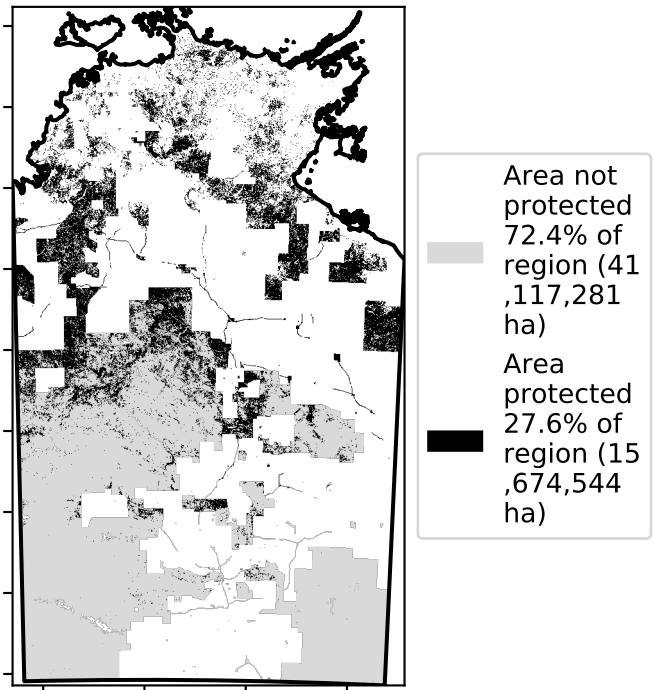 Area not
protected
72.4% of
region (41
,117,281
ha)
Area
protected
27.6% of
region (15
,674,544
ha)